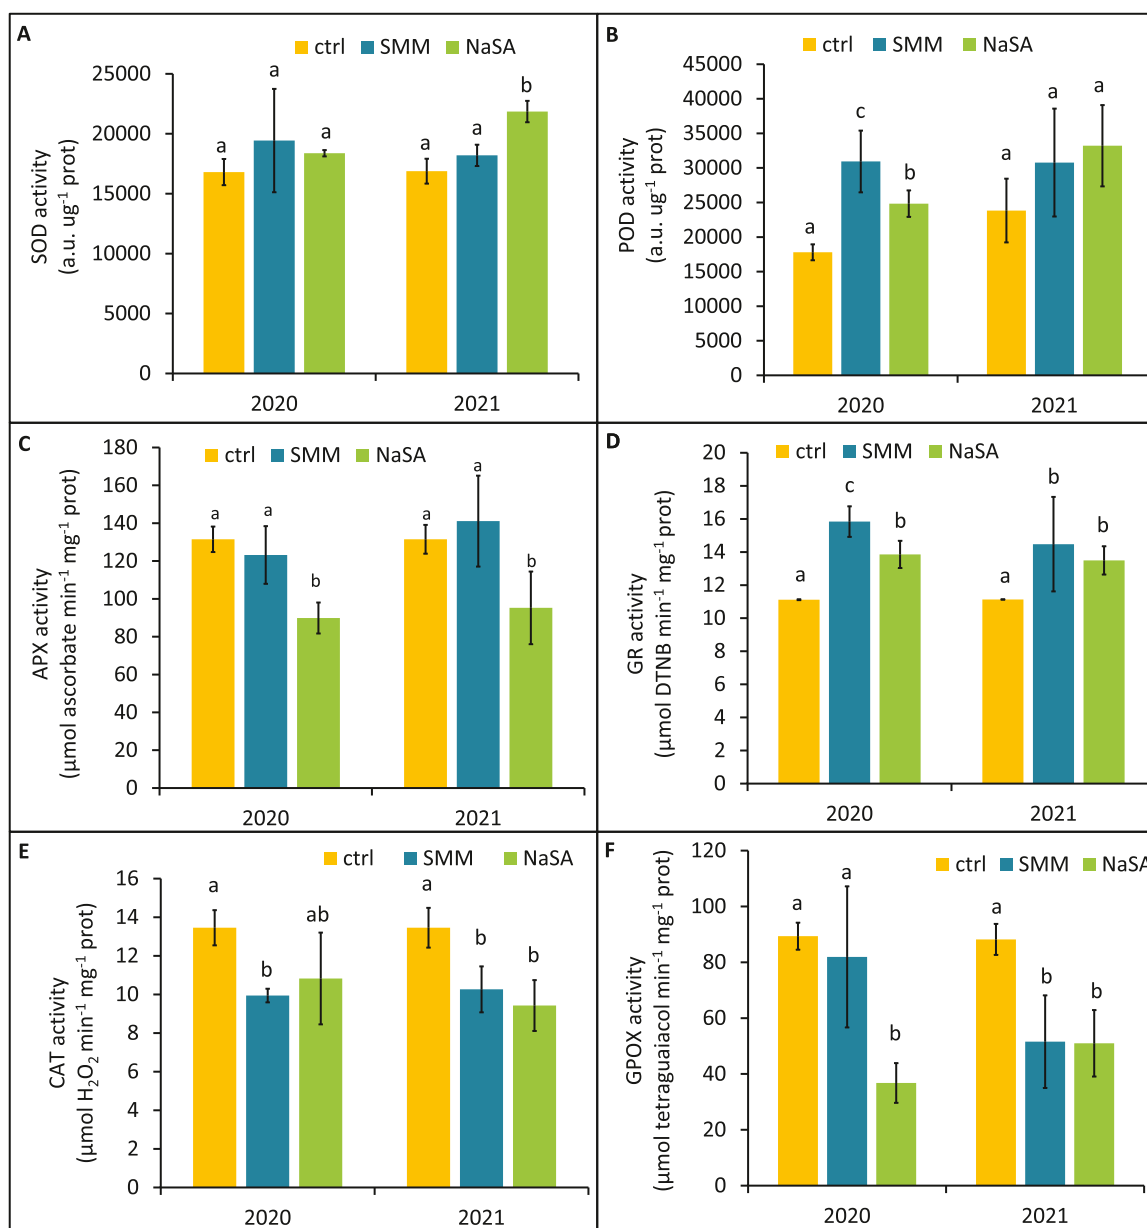 A
ctrl SMM NaSA
SOD activity
(a.u. ug⁻¹ prot)
25000
20000
15000
10000
5000
0
a a a a a b
2020 2021
B
ctrl SMM NaSA
POD activity
(a.u. ug⁻¹ prot)
45000
40000
35000
30000
25000
20000
15000
10000
5000
0
a c b a a a
2020 2021
C
ctrl SMM NaSA
APX activity
(µmol ascorbate min⁻¹ mg⁻¹ prot)
180
160
140
120
100
80
60
40
20
0
a a b a a b
2020 2021
D
ctrl SMM NaSA
GR activity
(µmol DTNB min⁻¹ mg⁻¹ prot)
20
18
16
14
12
10
8
6
4
2
0
a c b a b b
2020 2021
E
ctrl SMM NaSA
CAT activity
(µmol H₂O₂ min⁻¹ mg⁻¹ prot)
16
14
12
10
8
6
4
2
0
a b ab a b b
2020 2021
F
ctrl SMM NaSA
GPOX activity
(µmol tetraguaiacol min⁻¹ mg⁻¹ prot)
120
100
80
60
40
20
0
a a b a b b
2020 2021